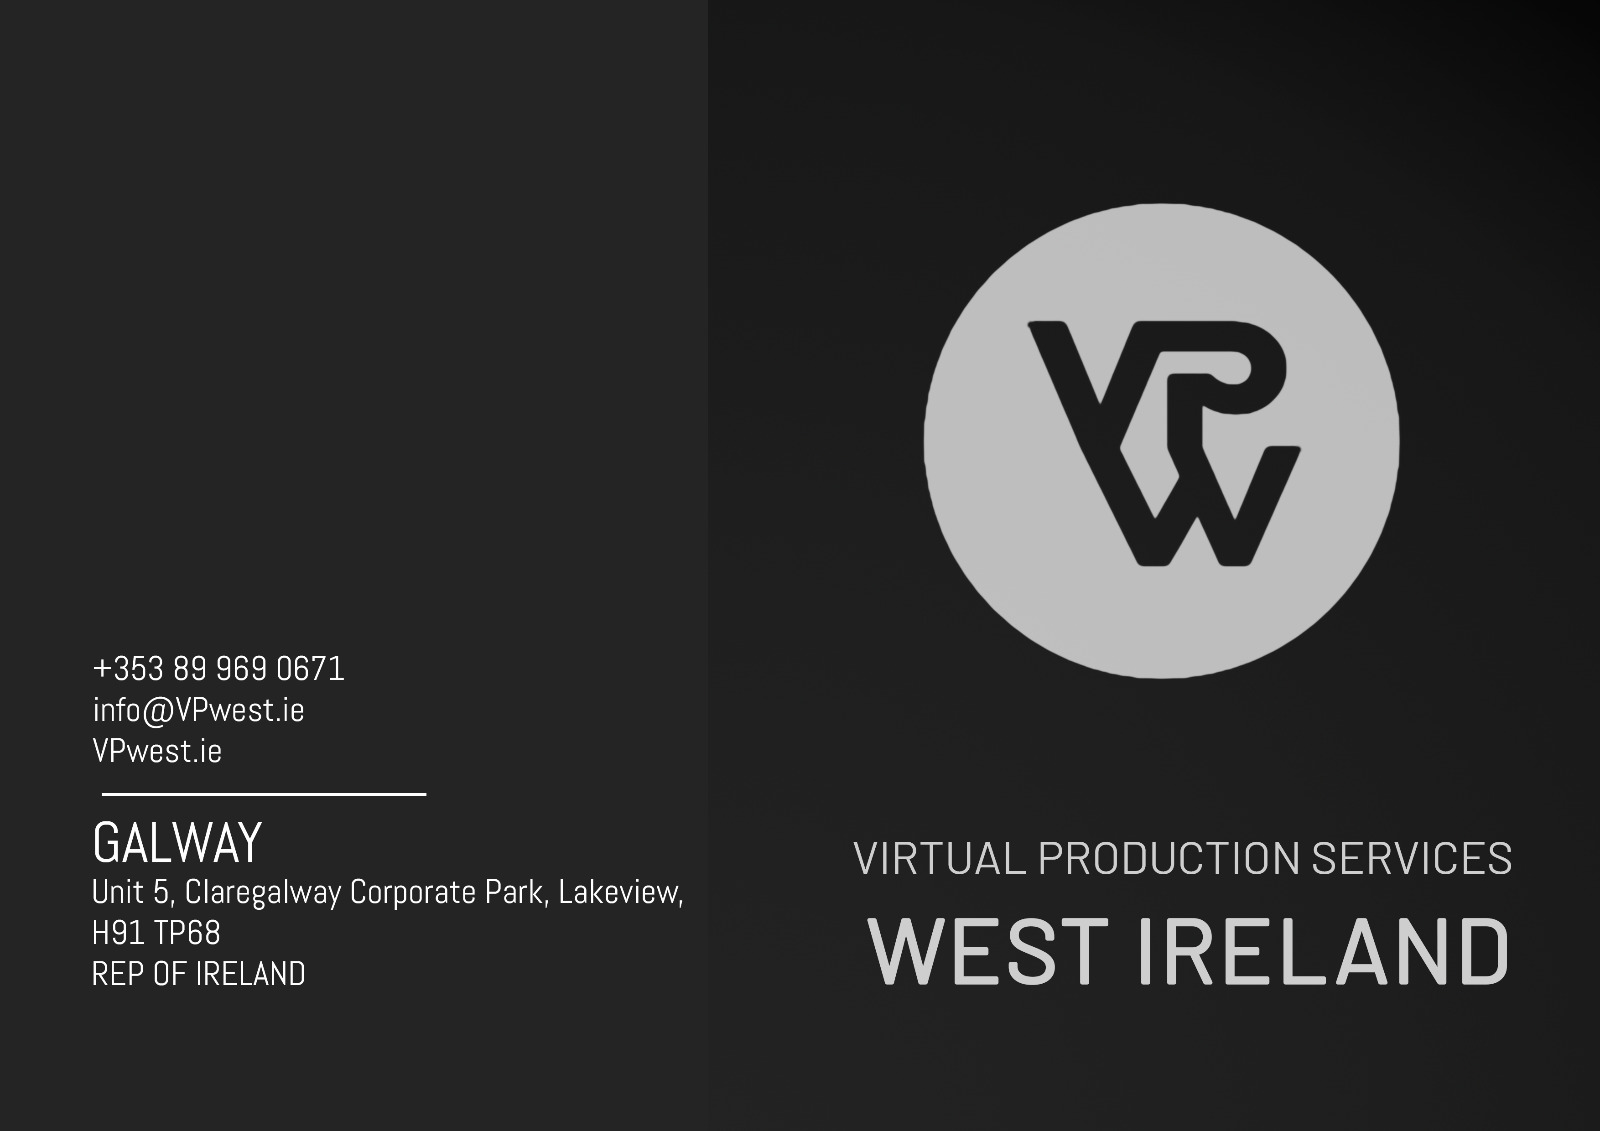 +353 89 969 0671
info@VPwest.ie
VPwest.ie
GALWAY
Unit 5, Claregalway Corporate Park, Lakeview,
H91 TP68
REP OF IRELAND
VPW
VIRTUAL PRODUCTION SERVICES
WEST IRELAND